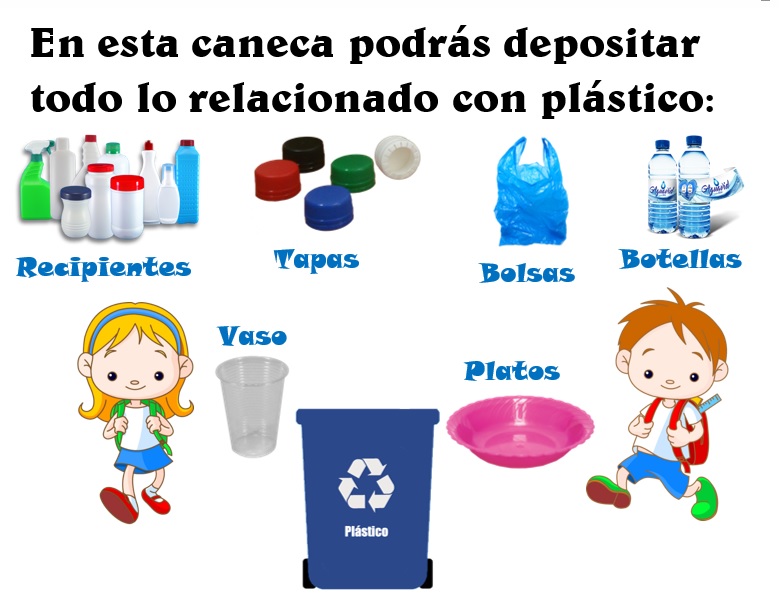 En esta caneca podrás depositar
todo lo relacionado con plástico:
Recipientes
Tapas
Bolsas
Botellas
Vaso
Platos
Plástico